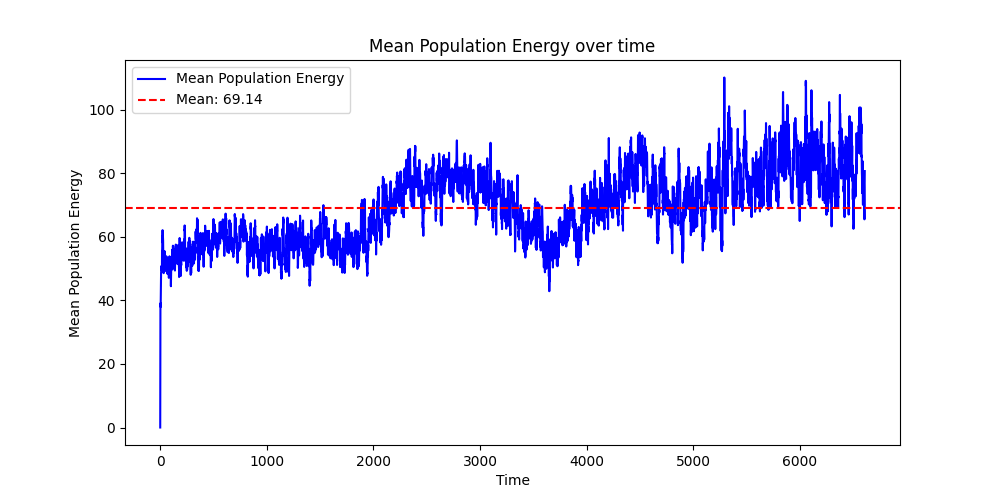 Mean Population Energy over time
Mean Population Energy
Mean: 69.14
100
80
60
40
20
0
Mean Population Energy
0 1000 2000 3000 4000 5000 6000
Time